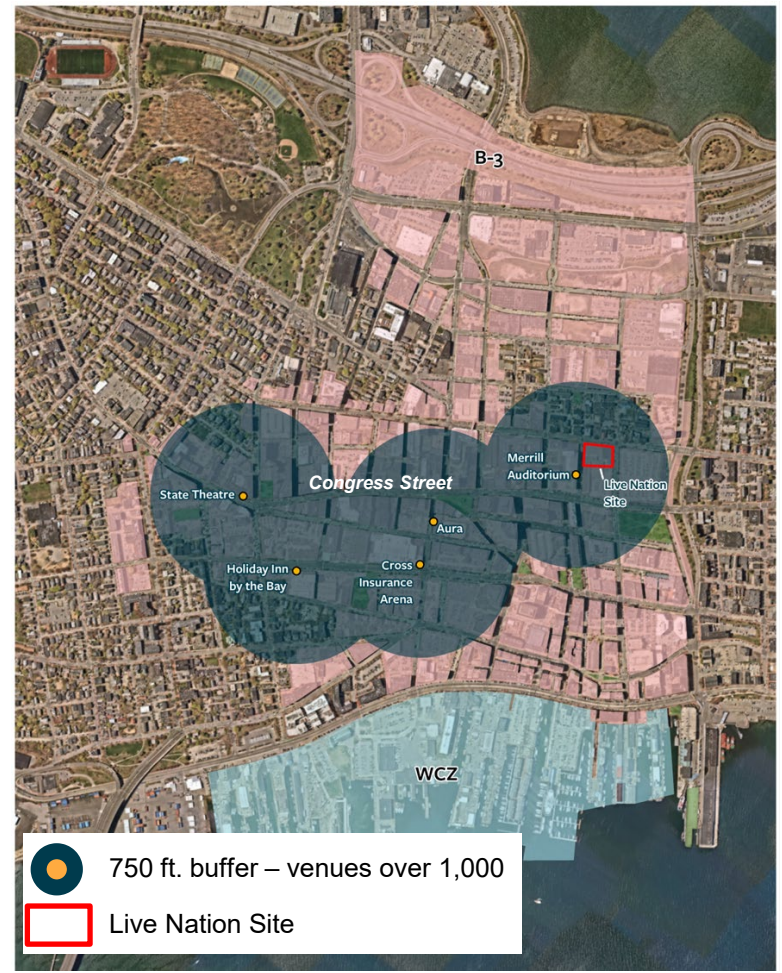 B-3
Merrill
Auditorium
Live Nation
Site
Congress Street
State Theatre
Aura
Holiday Inn
by the Bay
Cross
Insurance
Arena
WCZ
750 ft. buffer – venues over 1,000
Live Nation Site